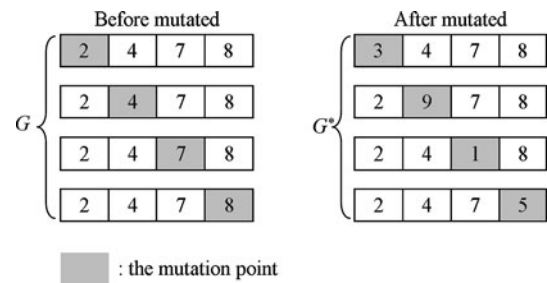 Before mutated After mutated
2 4 7 8 3 4 7 8
2 4 7 8 2 9 7 8
G G*
2 4 7 8 2 4 1 8
2 4 7 8 2 4 7 5
: the mutation point